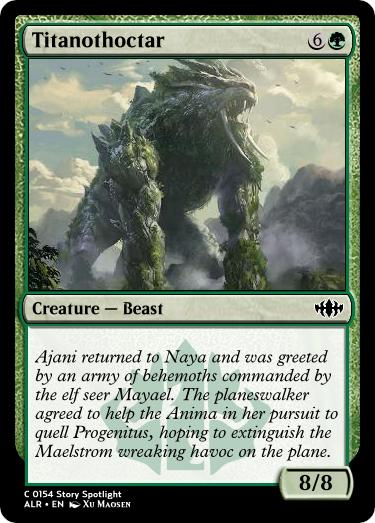 Titanothoctar 6
Creature — Beast
Ajani returned to Naya and was greeted
by an army of behemoths commanded by
the elf seer Mayael. The planeswalker
agreed to help the Anima in her pursuit to
quell Progenitus, hoping to extinguish the
Maelstrom wreaking havoc on the plane.
8/8
C 0154 Story Spotlight
ALR • EN Xu Maosen